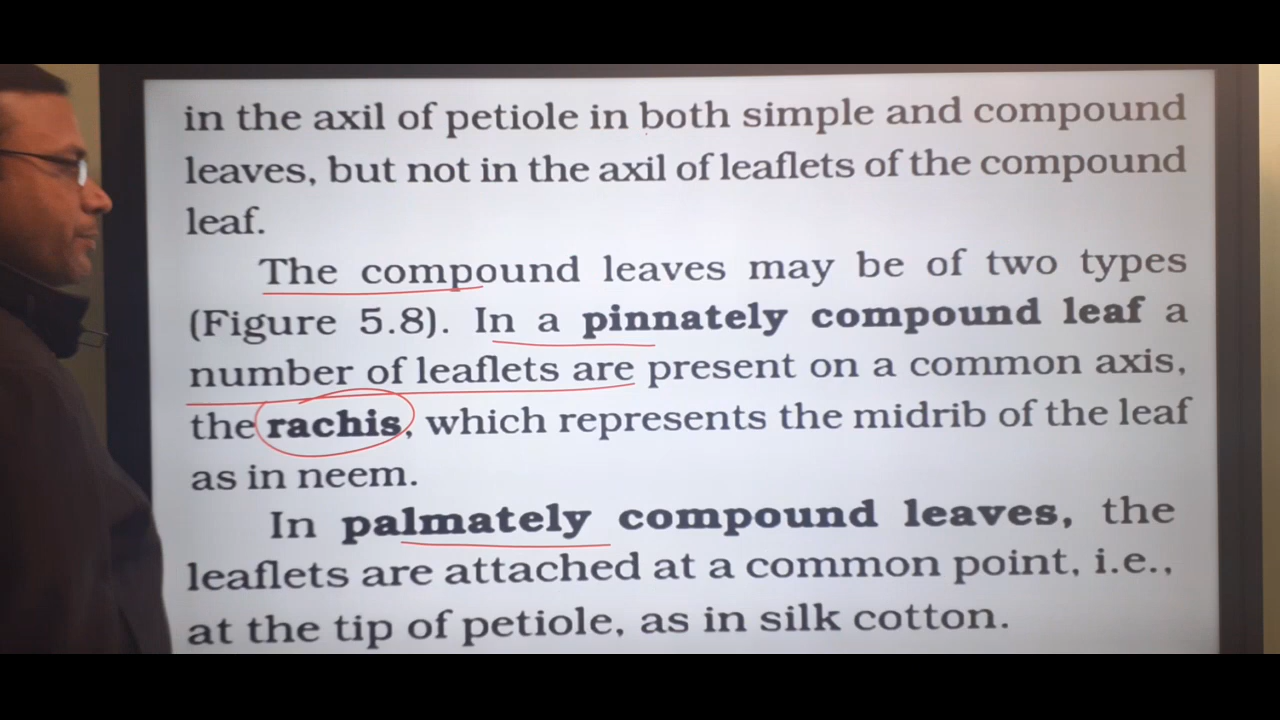 in the axil of petiole in both simple and compound
leaves, but not in the axil of leaflets of the compound
leaf.
The compound leaves may be of two types
(Figure 5.8). In a pinnately compound leaf a
number of leaflets are present on a common axis,
the rachis, which represents the midrib of the leaf
as in neem.
In palmately compound leaves, the
leaflets are attached at a common point, i.e.,
at the tip of petiole, as in silk cotton.